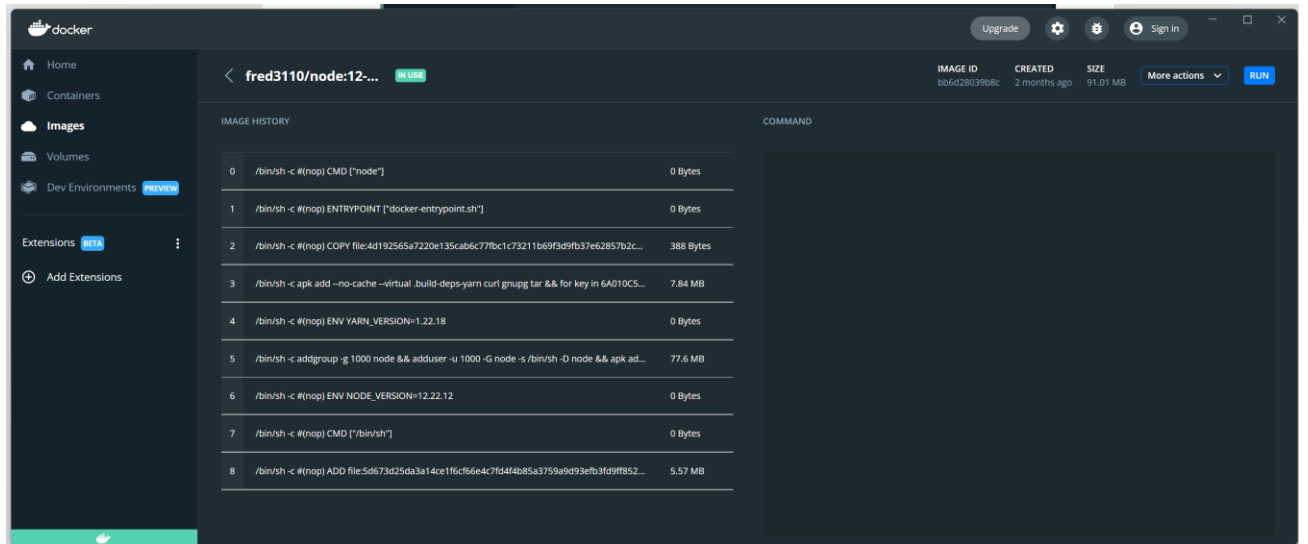 docker
Upgrade
Sign in
Home
Containers
Images
Volumes
Dev Environments PREVIEW
Extensions BETA
Add Extensions
fred3110/node:12-... IN USE
IMAGE ID CREATED SIZE
bb6d28039b8c 2 months ago 91.01 MB
More actions
RUN
IMAGE HISTORY
COMMAND
0 /bin/sh -c #(nop) CMD ["node"] 0 Bytes
1 /bin/sh -c #(nop) ENTRYPOINT ["docker-entrypoint.sh"] 0 Bytes
2 /bin/sh -c #(nop) COPY file:4d192565a7220e135cab6c77fbc1c73211b69f3d9fb37e62857b2c... 388 Bytes
3 /bin/sh -c apk add --no-cache --virtual .build-deps-yarn curl gnupg tar && for key in 6A010C5... 7.84 MB
4 /bin/sh -c #(nop) ENV YARN_VERSION=1.22.18 0 Bytes
5 /bin/sh -c addgroup -g 1000 node && adduser -u 1000 -G node -s /bin/sh -D node && apk ad... 77.6 MB
6 /bin/sh -c #(nop) ENV NODE_VERSION=12.22.12 0 Bytes
7 /bin/sh -c #(nop) CMD ["/bin/sh"] 0 Bytes
8 /bin/sh -c #(nop) ADD file:5d673d25da3a14ce1f6cf66e4c7fd4f4b85a3759a9d93efb3fd9ff852... 5.57 MB